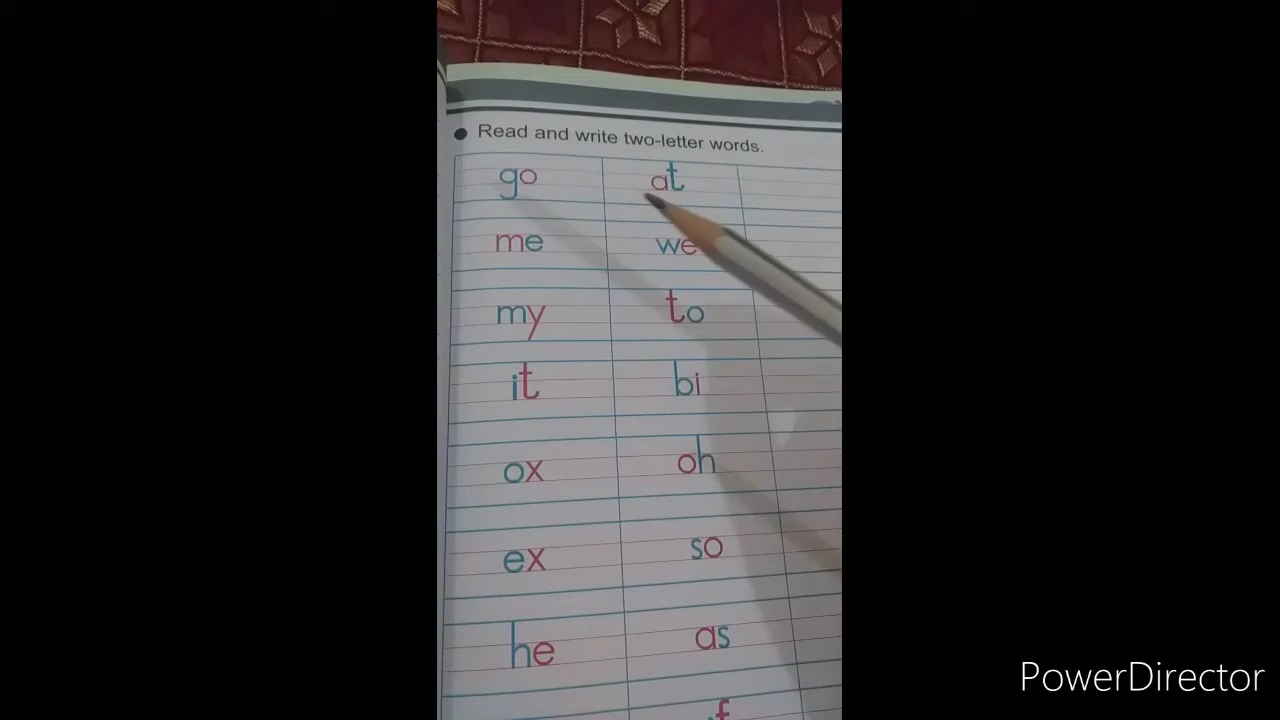 Read and write two-letter words.
go at
me we
my to
it bi
ox oh
ex so
he as
PowerDirector